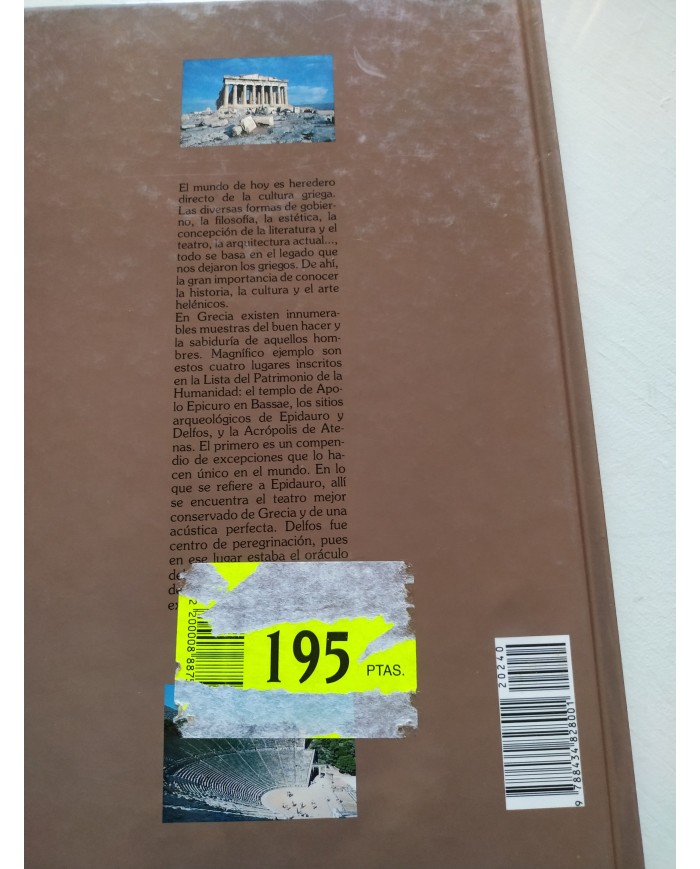 El mundo de hoy es heredero
directo de la cultura griega.
Las diversas formas de gobier-
no, la filosofía, la estética, la
concepción de la literatura y el
teatro, la arquitectura actual...,
todo se basa en el legado que
nos dejaron los griegos. De ahí,
la gran importancia de conocer
la historia, la cultura y el arte
helénicos.
En Grecia existen innumera-
bles muestras del buen hacer y
la sabiduría de aquellos hom-
bres. Magnífico ejemplo son
estos cuatro lugares inscritos
en la Lista del Patrimonio de la
Humanidad: el templo de Apo-
lo Epicuro en Bassae, los sitios
arqueológicos de Epidauro y
Delfos, y la Acrópolis de Ate-
nas. El primero es un compen-
dio de excepciones que lo ha-
cen único en el mundo. En lo
que se refiere a Epidauro, allí
se encuentra el teatro mejor
conservado de Grecia y de una
acústica perfecta. Delfos fue
centro de peregrinación, pues
en ese lugar estaba el oráculo
2 200008 887
195 PTAS.
20240
9 788434 828001